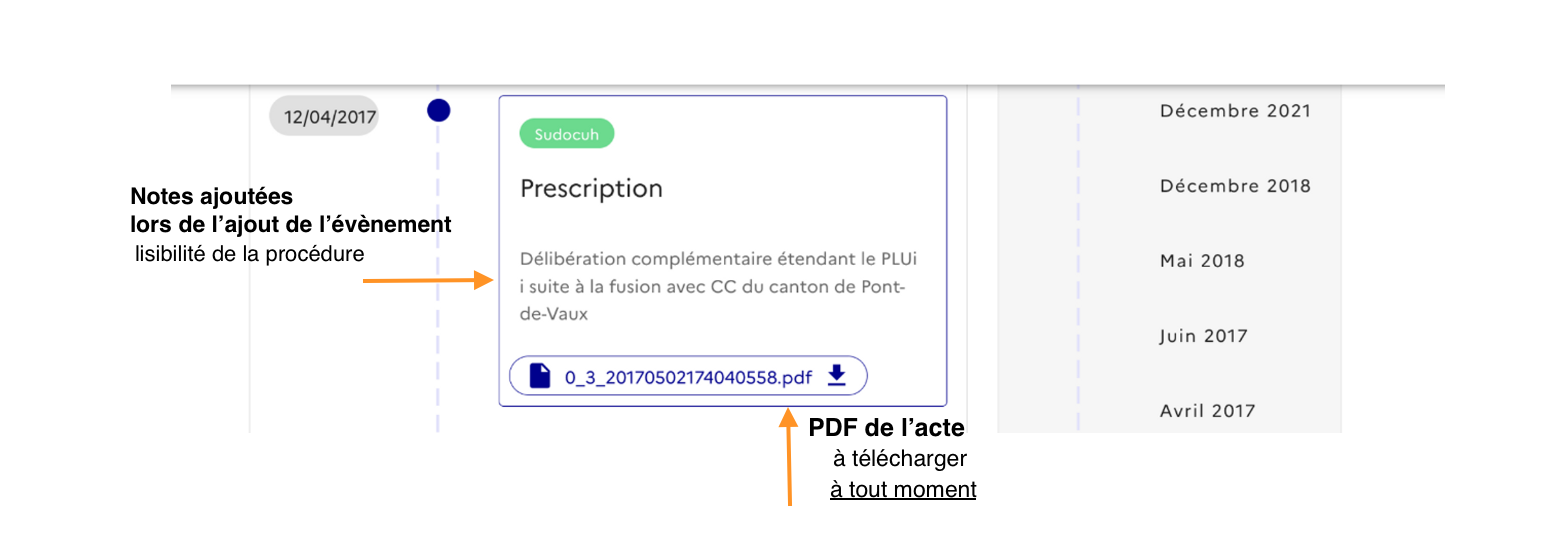 12/04/2017
Sudocuh
Prescription
Notes ajoutées
lors de l'ajout de l'évènement
lisibilité de la procédure
Délibération complémentaire étendant le PLUi
i suite à la fusion avec CC du canton de Pont-
de-Vaux
0_3_20170502174040558.pdf
PDF de l'acte
à télécharger
à tout moment
Décembre 2021
Décembre 2018
Mai 2018
Juin 2017
Avril 2017